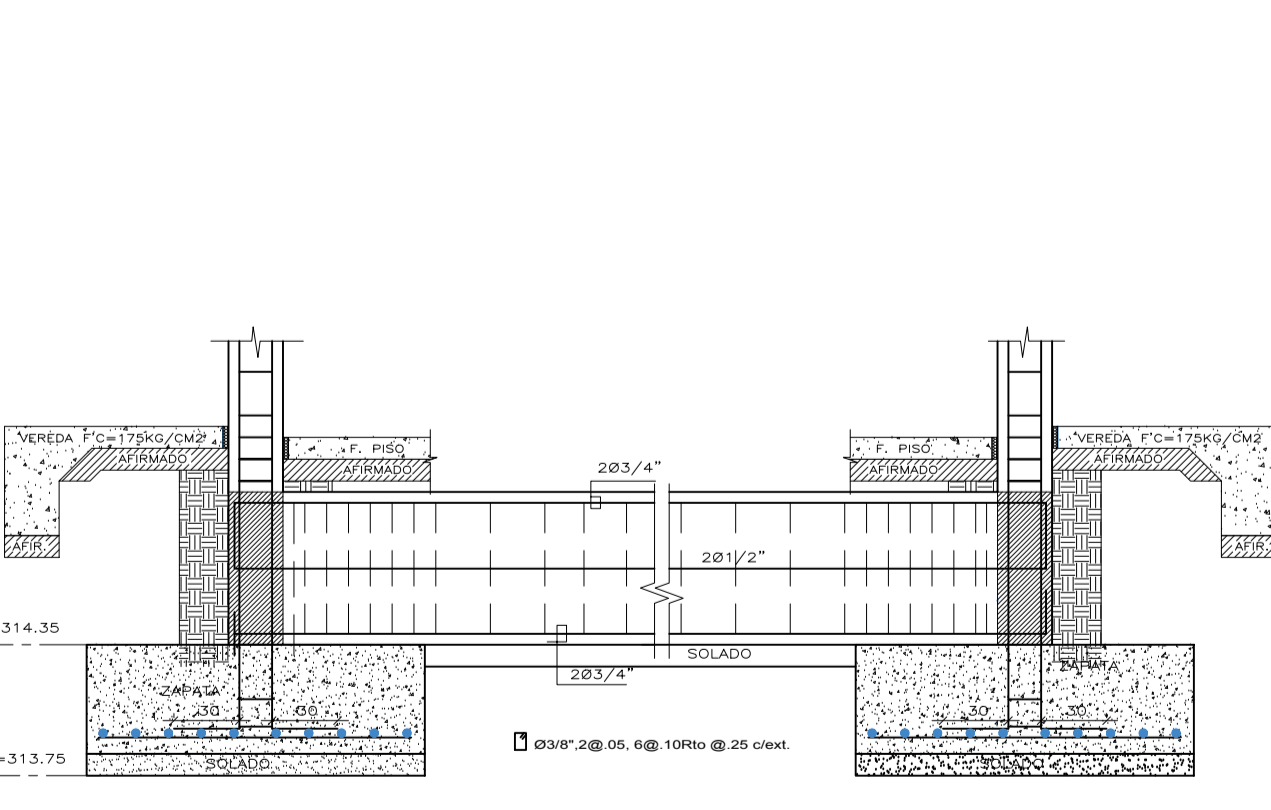 VEREDA F'C=175KG/CM2
AFIRMADO
F. PISO
AFIRMADO
2Ø3/4"
F. PISO
AFIRMADO
VEREDA F'C=175KG/CM2
AFIRMADO
AFIR.
2Ø1/2"
AFIR.
314.35
SOLADO
ZAPATA
2Ø3/4"
ZAPATA
.30
.30
.30
.30
Ø3/8",2@.05, 6@.10Rto @.25 c/ext.
=313.75
SOLADO
SOLADO